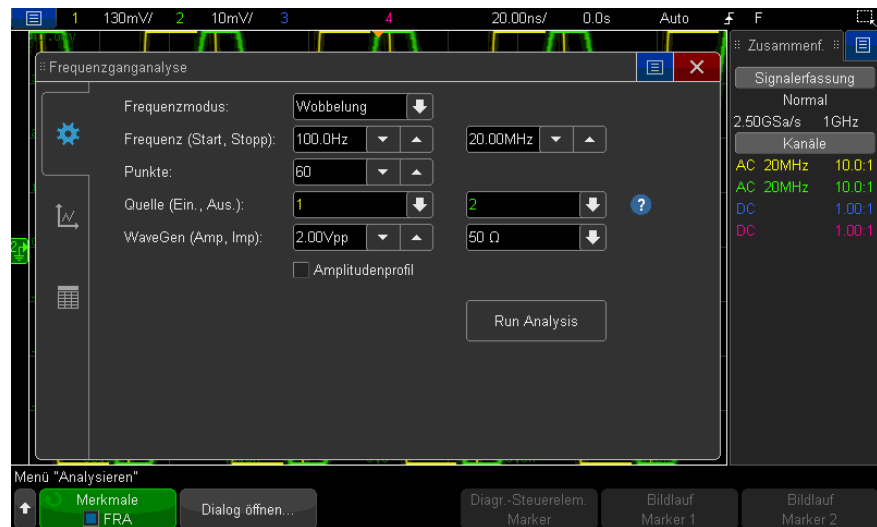 1 130mV/ 2 10mV/ 3 4 20.00ns/ 0.0s Auto F
Zusammenf.
Frequenzganganalyse
Signalerfassung
Normal
2.50GSa/s 1GHz
Kanäle
AC 20MHz 10.0:1
AC 20MHz 10.0:1
DC 1.00:1
DC 1.00:1
Frequenzmodus: Wobbelung
Frequenz (Start, Stopp): 100.0Hz 20.00MHz
Punkte: 60
Quelle (Ein., Aus.): 1 2 ?
WaveGen (Amp, Imp): 2.00Vpp 50 Ω
Amplitudenprofil
Run Analysis
2
Menü "Analysieren"
Merkmale
FRA
Dialog öffnen...
Diagr.-Steuerelem.
Marker
Bildlauf
Marker 1
Bildlauf
Marker 2